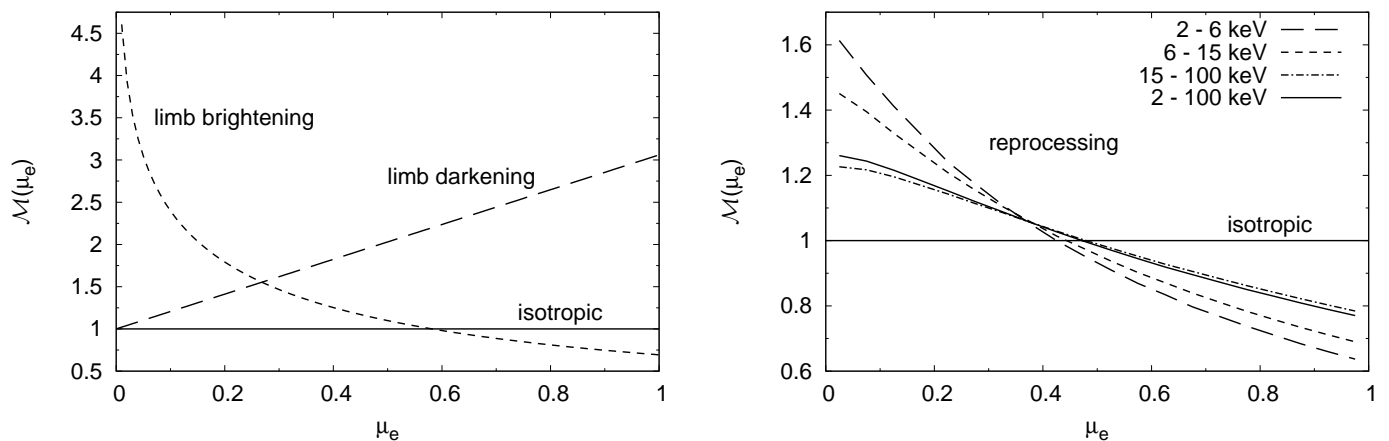 4.5
4
3.5
3
2.5
2
1.5
1
0.5
ℳ(μe)
limb brightening
limb darkening
isotropic
0 0.2 0.4 0.6 0.8 1
μe
1.6
1.4
1.2
1
0.8
0.6
ℳ(μe)
2 - 6 keV
6 - 15 keV
15 - 100 keV
2 - 100 keV
reprocessing
isotropic
0 0.2 0.4 0.6 0.8 1
μe